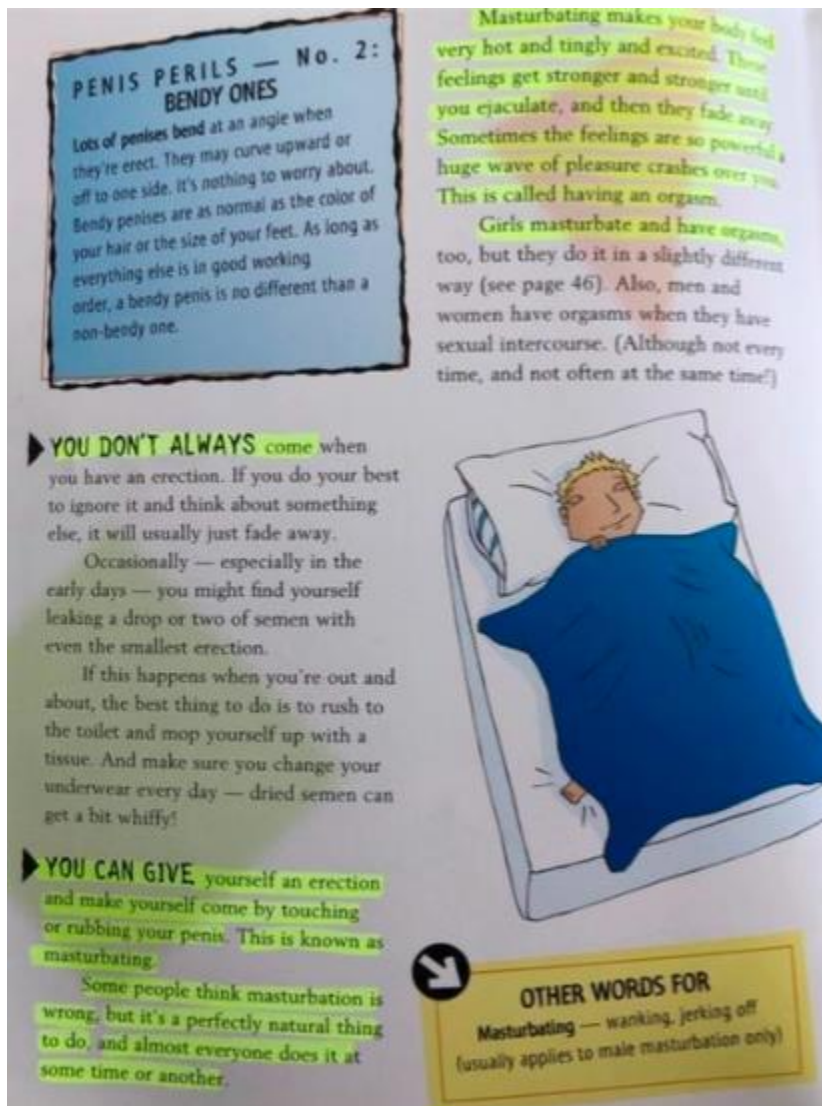 PENIS PERILS — No. 2:
BENDY ONES
Lots of penises bend at an angle when
they're erect. They may curve upward or
off to one side. It's nothing to worry about.
Bendy penises are as normal as the color of
your hair or the size of your feet. As long as
everything else is in good working
order, a bendy penis is no different than a
non-bendy one.
YOU DON'T ALWAYS come when
you have an erection. If you do your best
to ignore it and think about something
else, it will usually just fade away.
Occasionally — especially in the
early days — you might find yourself
leaking a drop or two of semen with
even the smallest erection.
If this happens when you're out and
about, the best thing to do is to rush to
the toilet and mop yourself up with a
tissue. And make sure you change your
underwear every day — dried semen can
get a bit whiffy!
YOU CAN GIVE yourself an erection
and make yourself come by touching
or rubbing your penis. This is known as
masturbating.
Some people think masturbation is
wrong, but it's a perfectly natural thing
to do, and almost everyone does it at
some time or another.
Masturbating makes your body feel
very hot and tingly and excited. These
feelings get stronger and stronger until
you ejaculate, and then they fade away.
Sometimes the feelings are so powerful a
huge wave of pleasure crashes over you.
This is called having an orgasm.
Girls masturbate and have orgasms,
too, but they do it in a slightly different
way (see page 46). Also, men and
women have orgasms when they have
sexual intercourse. (Although not every
time, and not often at the same time!)
OTHER WORDS FOR
Masturbating — wanking, jerking off
(usually applies to male masturbation only)